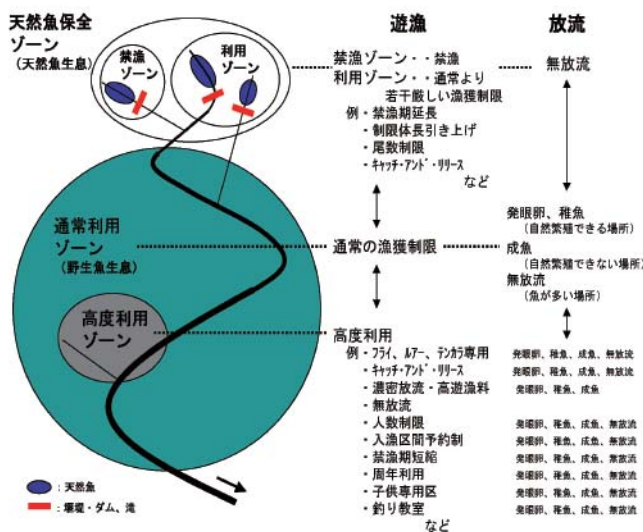 天然魚保全
ゾーン
(天然魚生息)
禁漁
ゾーン
利用
ゾーン
通常利用
ゾーン
(野生魚生息)
高度利用
ゾーン
:天然魚
:堰堤・ダム、滝
遊漁
禁漁ゾーン・・禁漁
利用ゾーン・・通常より
若干厳しい漁獲制限
例・禁漁期延長
・制限体長引き上げ
・尾数制限
・ｷｬｯﾁ・ｱﾝﾄﾞ・ﾘﾘｰｽ
など
通常の漁獲制限
高度利用
例・ﾌﾗｲ、ﾙｱｰ、ﾃﾝｶﾗ専用
・ｷｬｯﾁ・ｱﾝﾄﾞ・ﾘﾘｰｽ
・濃密放流・高遊漁料
・無放流
・人数制限
・入漁区間予約制
・禁漁期短縮
・周年利用
・子供専用区
・釣り教室
など
放流
無放流
発眼卵、稚魚
(自然繁殖できる場所)
成魚
(自然繁殖できない場所)
無放流
(魚が多い場所)
発眼卵、稚魚、成魚、無放流
発眼卵、稚魚、成魚、無放流
発眼卵、稚魚、成魚
発眼卵、稚魚、成魚、無放流
発眼卵、稚魚、成魚、無放流
発眼卵、稚魚、成魚、無放流
発眼卵、稚魚、成魚、無放流
発眼卵、稚魚、成魚、無放流
発眼卵、稚魚、成魚、無放流